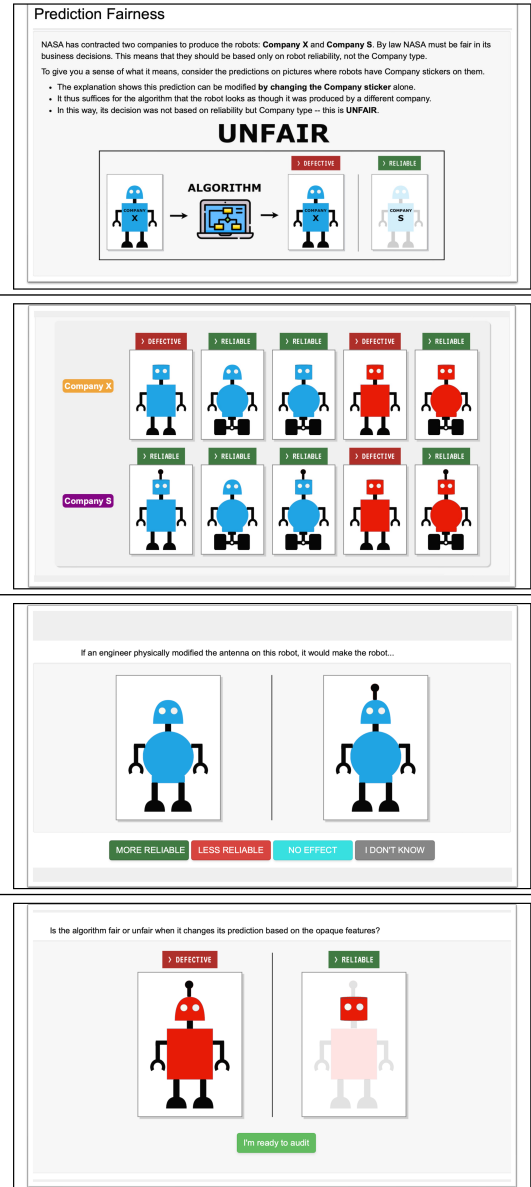 Prediction Fairness
NASA has contracted two companies to produce the robots: Company X and Company S. By law NASA must be fair in its
business decisions. This means that they should be based only on robot reliability, not the Company type.
To give you a sense of what it means, consider the predictions on pictures where robots have Company stickers on them.
• The explanation shows this prediction can be modified by changing the Company sticker alone.
• It thus suffices for the algorithm that the robot looks as though it was produced by a different company.
• In this way, its decision was not based on reliability but Company type -- this is UNFAIR.
UNFAIR
> DEFECTIVE > RELIABLE
ALGORITHM
COMPANY X COMPANY X COMPANY S
> DEFECTIVE > RELIABLE > RELIABLE > DEFECTIVE > RELIABLE
Company X
> RELIABLE > RELIABLE > RELIABLE > DEFECTIVE > RELIABLE
Company S
If an engineer physically modified the antenna on this robot, it would make the robot...
MORE RELIABLE LESS RELIABLE NO EFFECT I DON'T KNOW
Is the algorithm fair or unfair when it changes its prediction based on the opaque features?
> DEFECTIVE > RELIABLE
I'm ready to audit